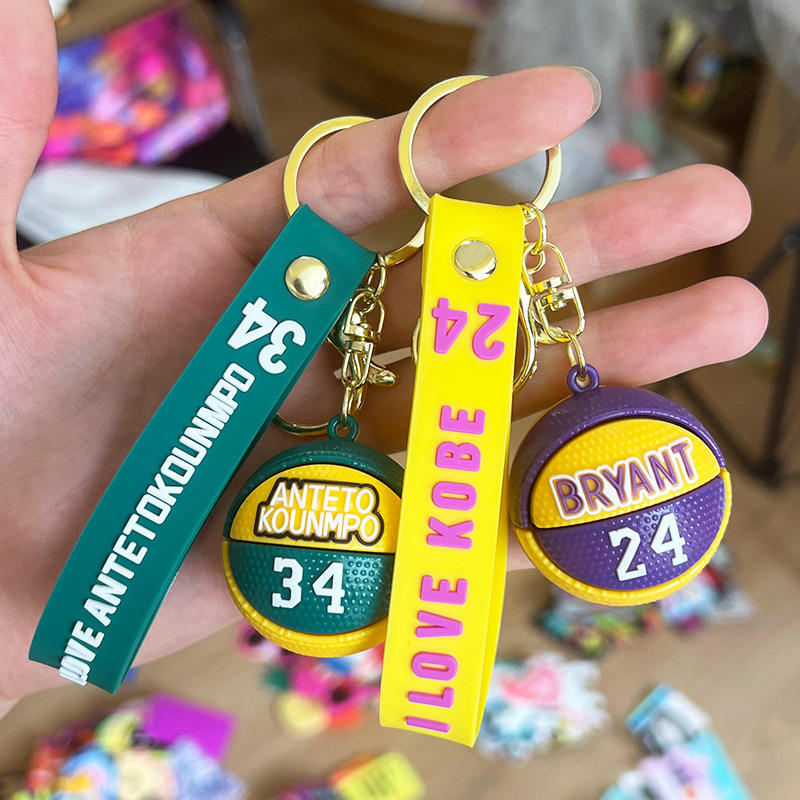 34
LOVE ANTETOKOUNMPO
ANTETO
KOUNMPO
34
24
I LOVE KOBE
BRYANT
24